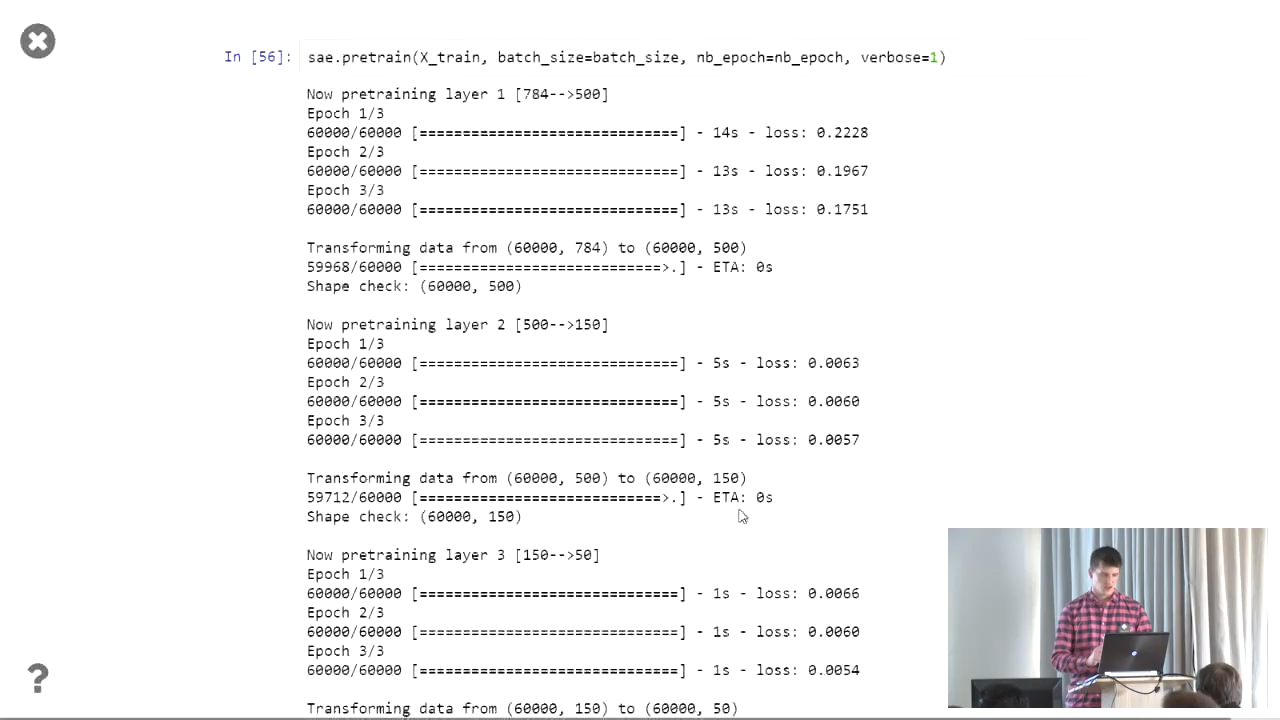 In [56]: sae.pretrain(X_train, batch_size=batch_size, nb_epoch=nb_epoch, verbose=1)
Now pretraining layer 1 [784-->500]
Epoch 1/3
60000/60000 [==============================] - 14s - loss: 0.2228
Epoch 2/3
60000/60000 [==============================] - 13s - loss: 0.1967
Epoch 3/3
60000/60000 [==============================] - 13s - loss: 0.1751
Transforming data from (60000, 784) to (60000, 500)
59968/60000 [============================>.] - ETA: 0s
Shape check: (60000, 500)
Now pretraining layer 2 [500-->150]
Epoch 1/3
60000/60000 [==============================] - 5s - loss: 0.0063
Epoch 2/3
60000/60000 [==============================] - 5s - loss: 0.0060
Epoch 3/3
60000/60000 [==============================] - 5s - loss: 0.0057
Transforming data from (60000, 500) to (60000, 150)
59712/60000 [============================>.] - ETA: 0s
Shape check: (60000, 150)
Now pretraining layer 3 [150-->50]
Epoch 1/3
60000/60000 [==============================] - 1s - loss: 0.0066
Epoch 2/3
60000/60000 [==============================] - 1s - loss: 0.0060
Epoch 3/3
60000/60000 [==============================] - 1s - loss: 0.0054
?
Transforming data from (60000, 150) to (60000, 50)